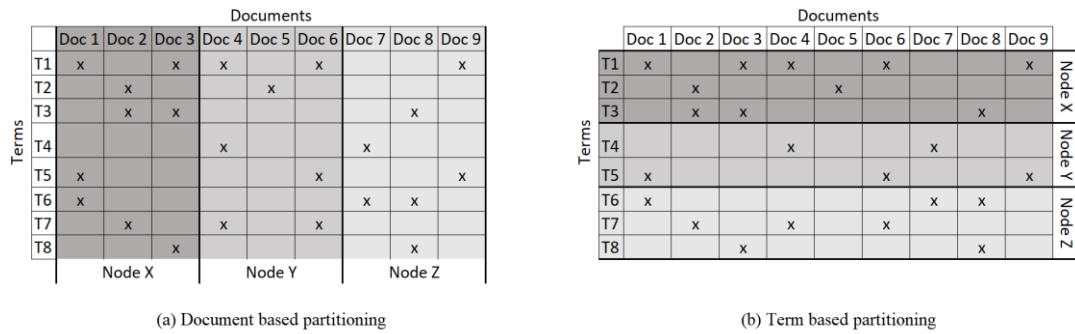 Documents
Doc 1 Doc 2 Doc 3 Doc 4 Doc 5 Doc 6 Doc 7 Doc 8 Doc 9
T1 x x x x x
T2 x x
T3 x x x
T4 x x
T5 x x x
T6 x x x
T7 x x x
T8 x x
Terms
Node X Node Y Node Z
(a) Document based partitioning
Documents
Doc 1 Doc 2 Doc 3 Doc 4 Doc 5 Doc 6 Doc 7 Doc 8 Doc 9
T1 x x x x x
T2 x x
T3 x x x
T4 x x
T5 x x x
T6 x x x
T7 x x x
T8 x x
Terms
Node X
Node Y
Node Z
(b) Term based partitioning